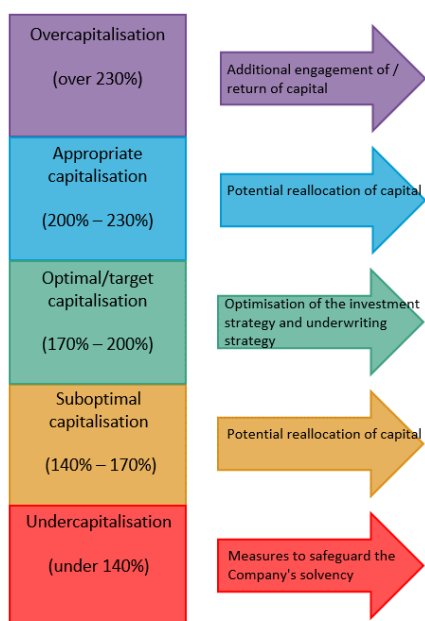 Overcapitalisation
(over 230%)
Additional engagement of /
return of capital
Appropriate
capitalisation
(200% – 230%)
Potential reallocation of capital
Optimal/target
capitalisation
(170% – 200%)
Optimisation of the investment
strategy and underwriting
strategy
Suboptimal
capitalisation
(140% – 170%)
Potential reallocation of capital
Undercapitalisation
(under 140%)
Measures to safeguard the
Company's solvency